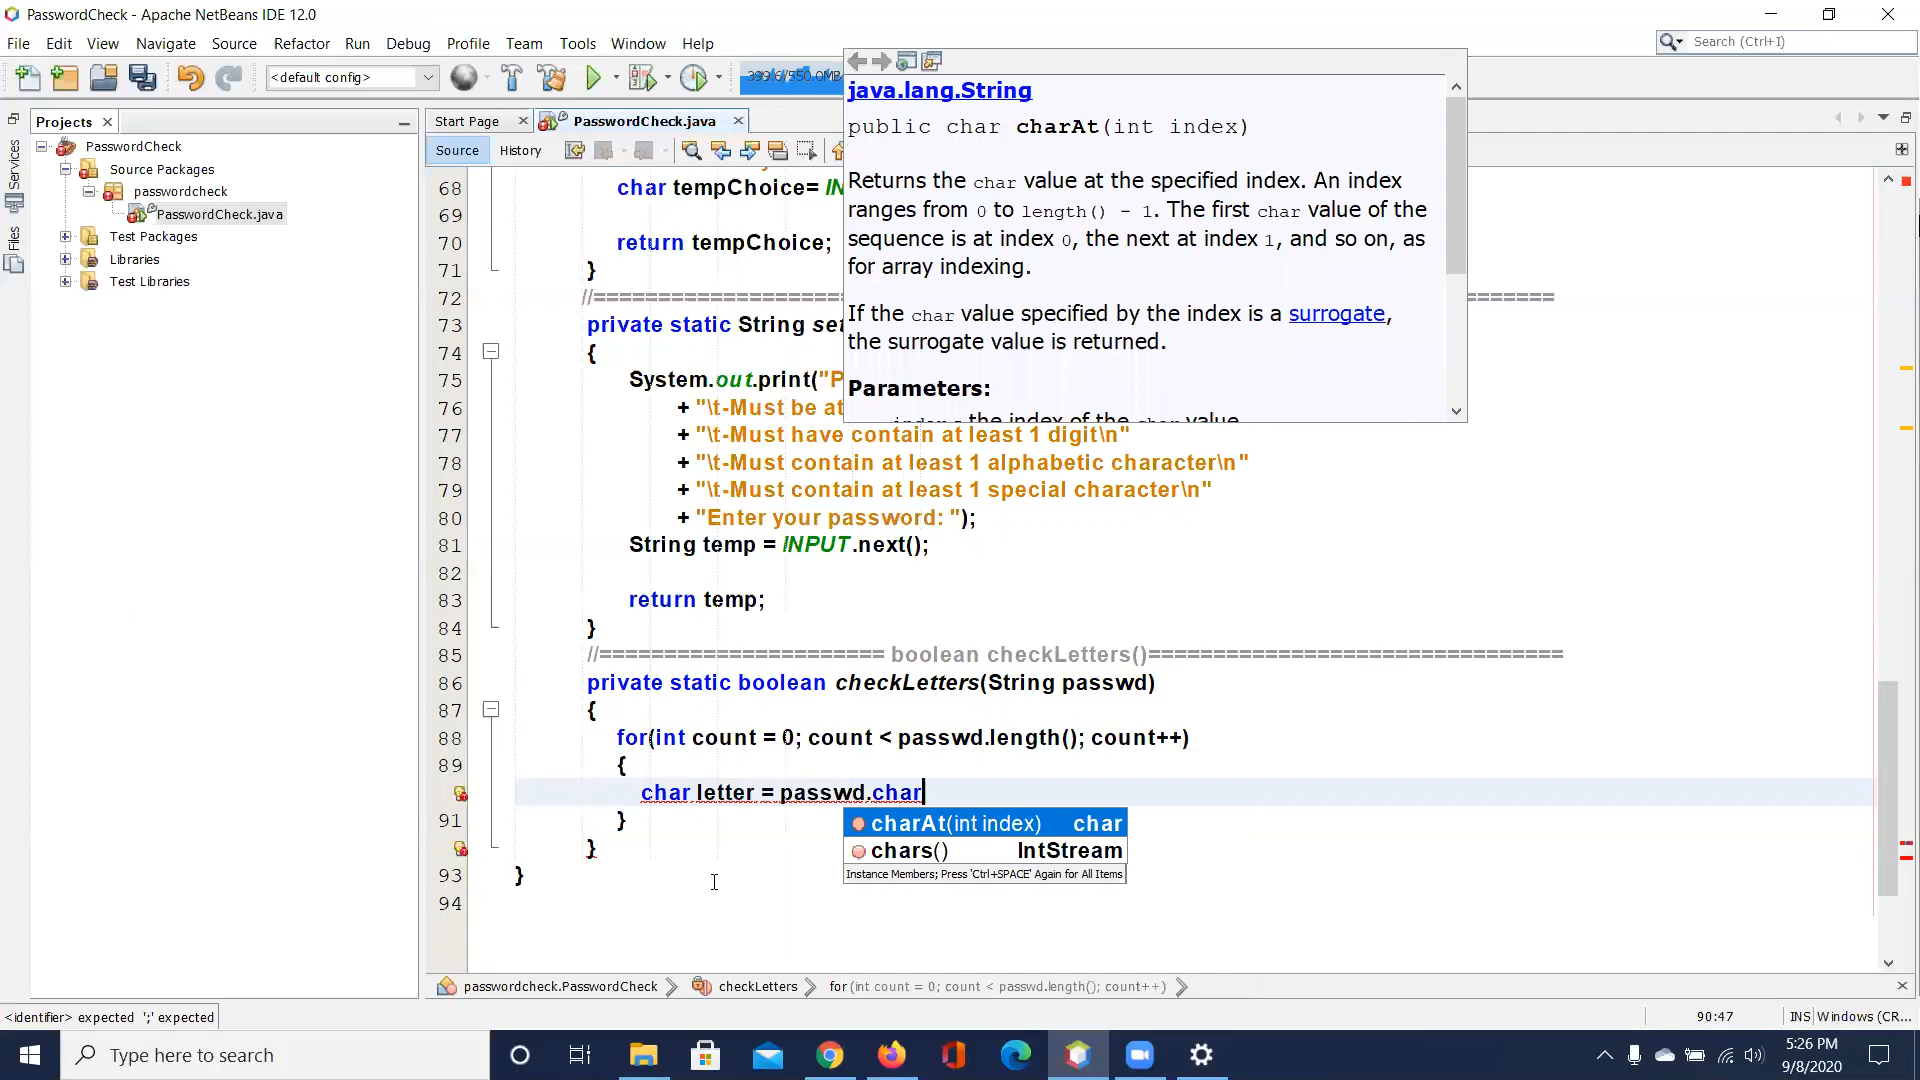 PasswordCheck - Apache NetBeans IDE 12.0
File Edit View Navigate Source Refactor Run Debug Profile Team Tools Window Help
Search (Ctrl+I)
<default config>
399.6/550.0MB
Projects
Start Page
PasswordCheck.java
Source
History
Services
Files
PasswordCheck
Source Packages
passwordcheck
PasswordCheck.java
Test Packages
Libraries
Test Libraries
java.lang.String
public char charAt(int index)
Returns the char value at the specified index. An index
ranges from 0 to length() - 1. The first char value of the
sequence is at index 0, the next at index 1, and so on, as
for array indexing.
If the char value specified by the index is a surrogate,
the surrogate value is returned.
Parameters:
the index of the char value
68 char tempChoice= IN
69
70 return tempChoice;
71 }
72 //=====================
73 private static String se
74 {
75 System.out.print("P
76 + "\t-Must be at
77 + "\t-Must have contain at least 1 digit\n"
78 + "\t-Must contain at least 1 alphabetic character\n"
79 + "\t-Must contain at least 1 special character\n"
80 + "Enter your password: ");
81 String temp = INPUT.next();
82
83 return temp;
84 }
85 //====================== boolean checkLetters()================================
86 private static boolean checkLetters(String passwd)
87 {
88 for(int count = 0; count < passwd.length(); count++)
89 {
char letter = passwd.char
91 }
}
93 }
94
charAt(int index) char
chars() IntStream
Instance Members; Press 'Ctrl+SPACE' Again for All Items
passwordcheck.PasswordCheck checkLetters for (int count = 0; count < passwd.length(); count++)
<identifier> expected ';' expected
90:47
INS
Windows (CR...
Type here to search
5:26 PM
9/8/2020